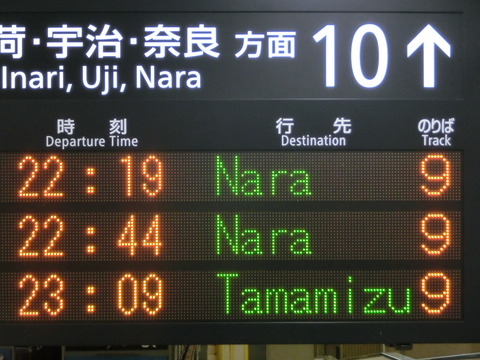 荷・宇治・奈良 方面 10 ↑
Inari, Uji, Nara
時刻 行先 のりば
Departure Time Destination Track
22:19 Nara 9
22:44 Nara 9
23:09 Tamamizu 9